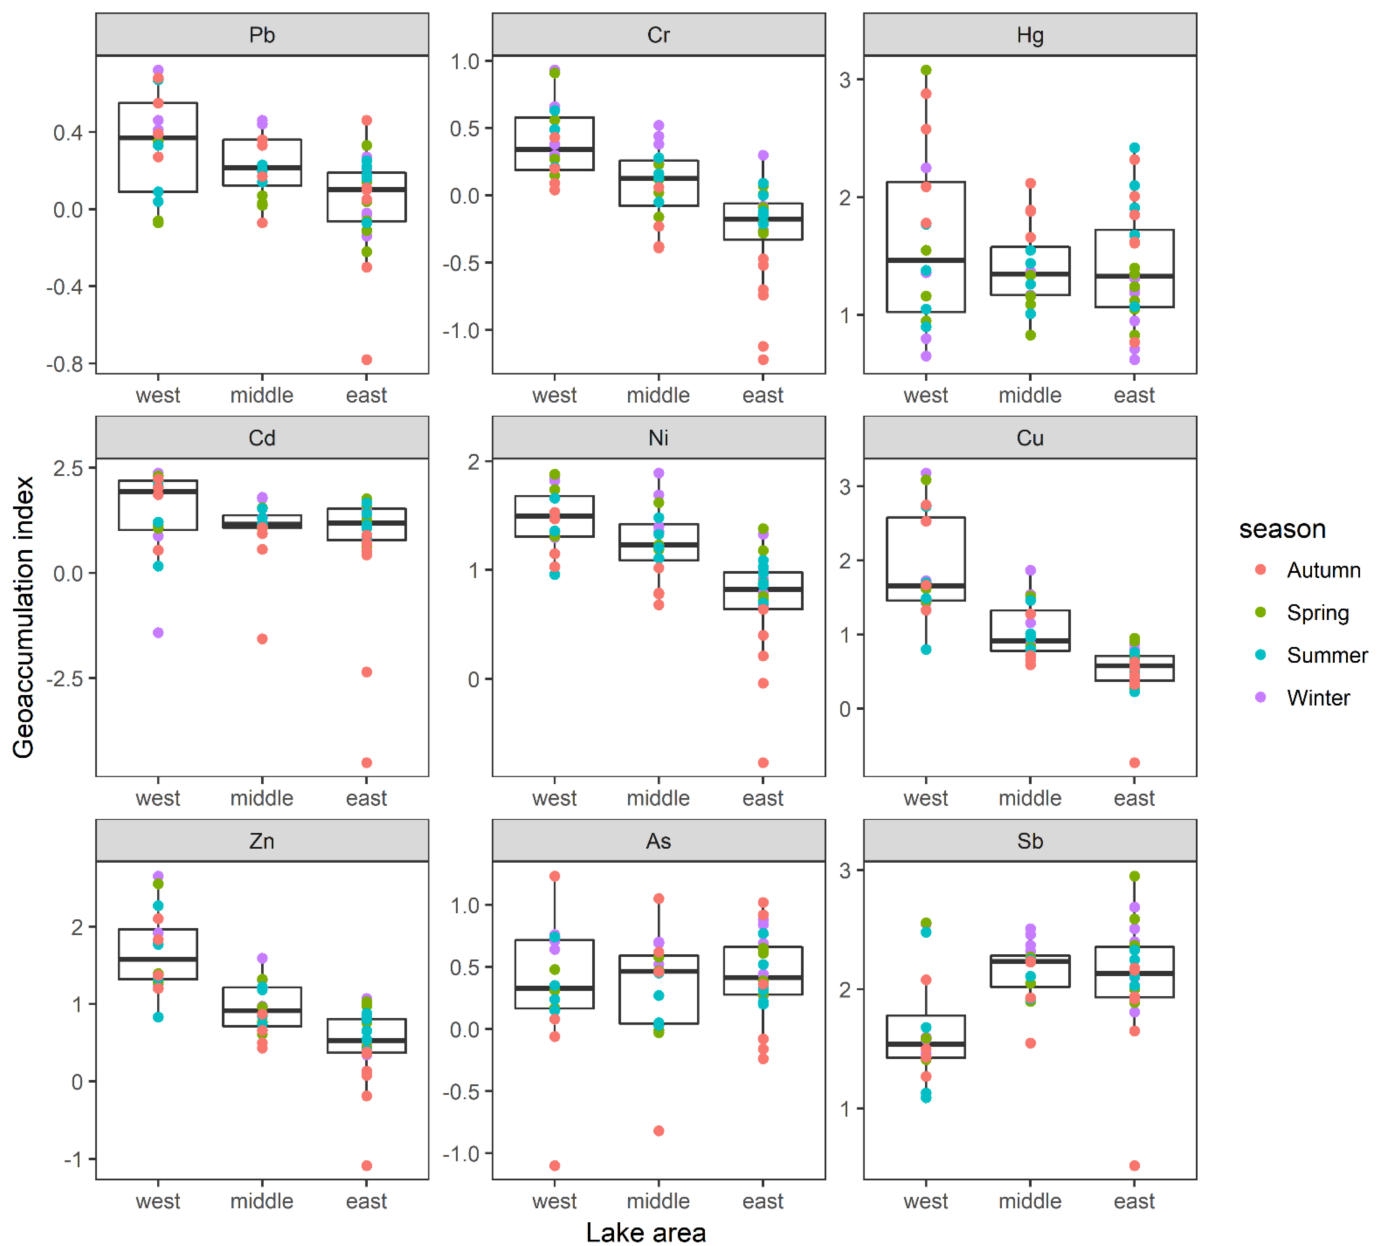 Pb Cr Hg
0.4
0.0
-0.4
-0.8
1.0
0.5
0.0
-0.5
-1.0
3
2
1
west middle east west middle east west middle east
Cd Ni Cu
2.5
0.0
-2.5
2
1
0
3
2
1
0
west middle east west middle east west middle east
Zn As Sb
2
1
0
-1
1.0
0.5
0.0
-0.5
-1.0
3
2
1
west middle east west middle east west middle east
Geoaccumulation index
Lake area
season
Autumn
Spring
Summer
Winter